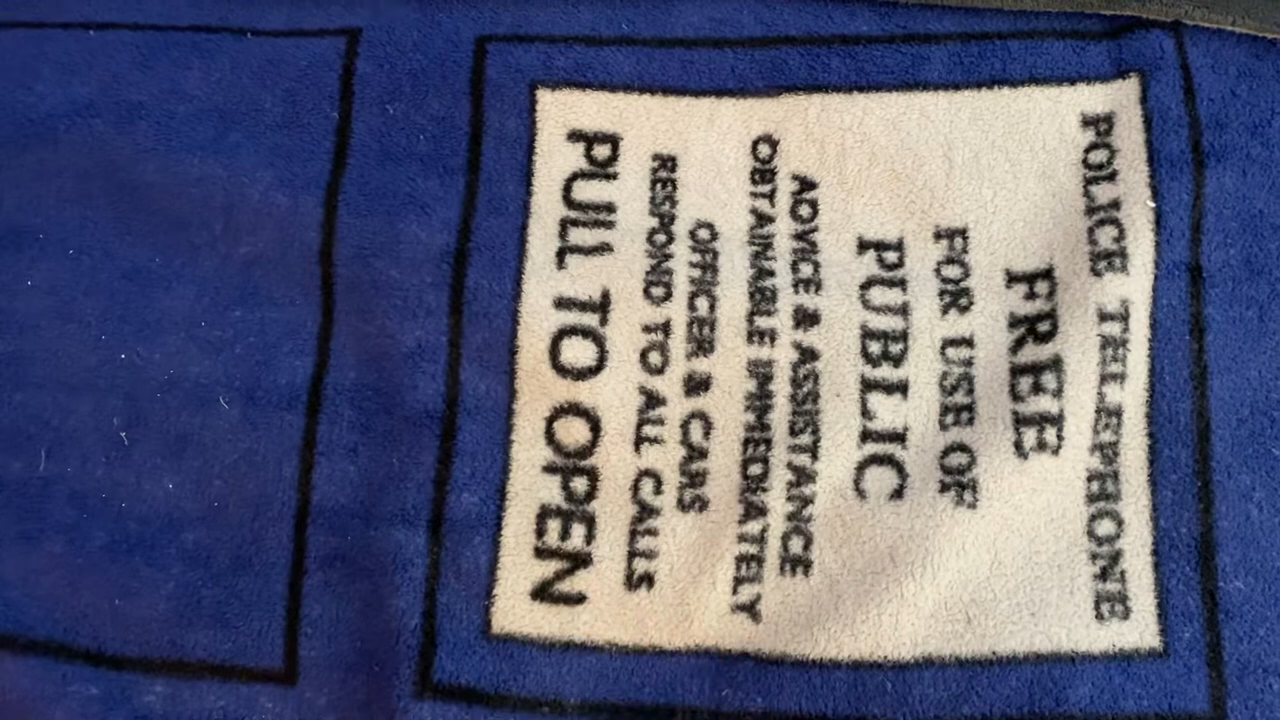 POLICE TELEPHONE
FREE
FOR USE OF
PUBLIC
ADVICE & ASSISTANCE
OBTAINABLE IMMEDIATELY
OFFICER & CARS
RESPOND TO ALL CALLS
PULL TO OPEN